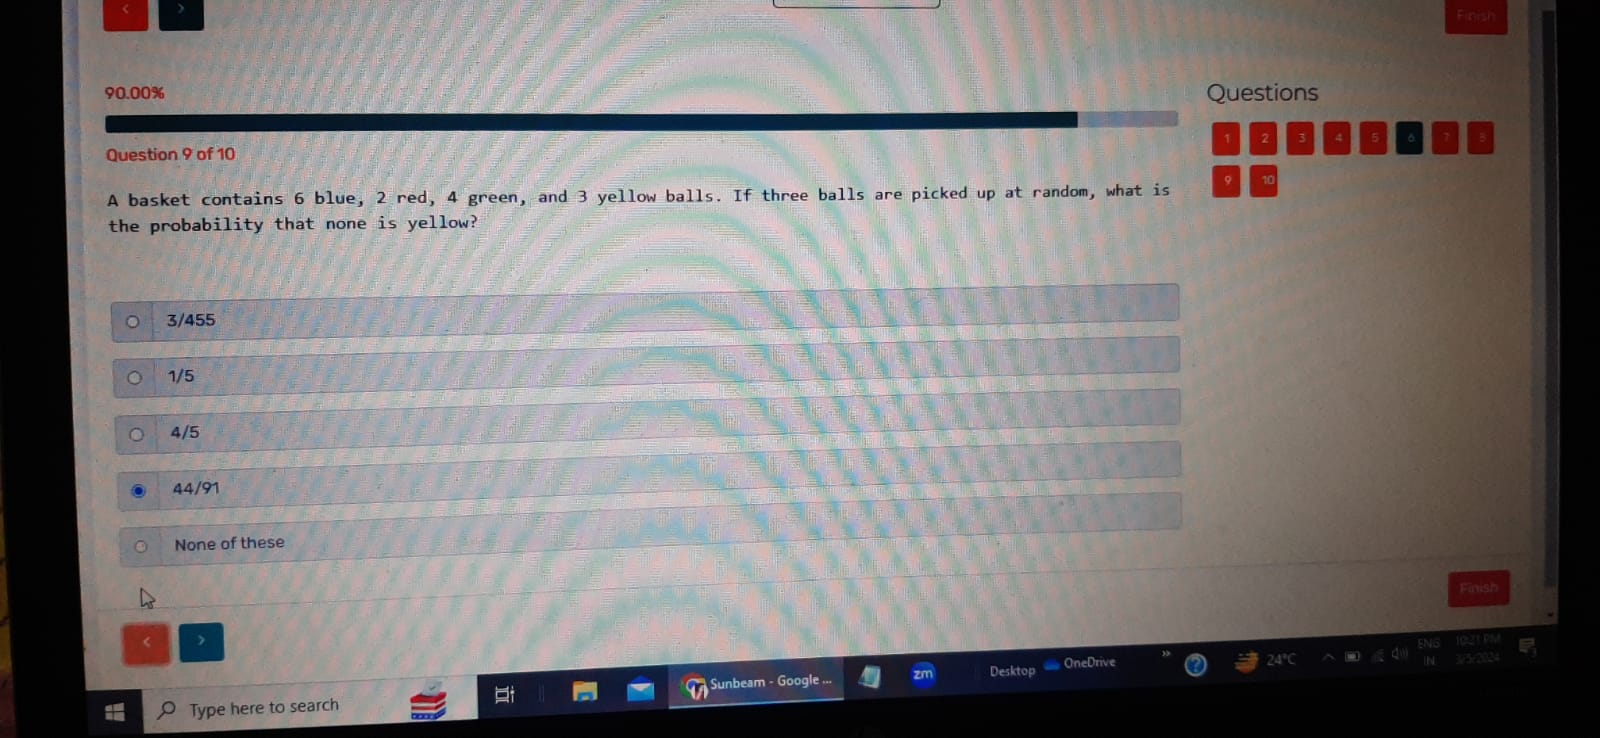 Finish
90.00%
Questions
1 2 3 4 5 6 7 8
Question 9 of 10
9 10
A basket contains 6 blue, 2 red, 4 green, and 3 yellow balls. If three balls are picked up at random, what is
the probability that none is yellow?
3/455
1/5
4/5
44/91
None of these
Finish
Type here to search
Sunbeam - Google ...
zm
Desktop
OneDrive
24°C
ENG
IN
10:21 PM
3/5/2024